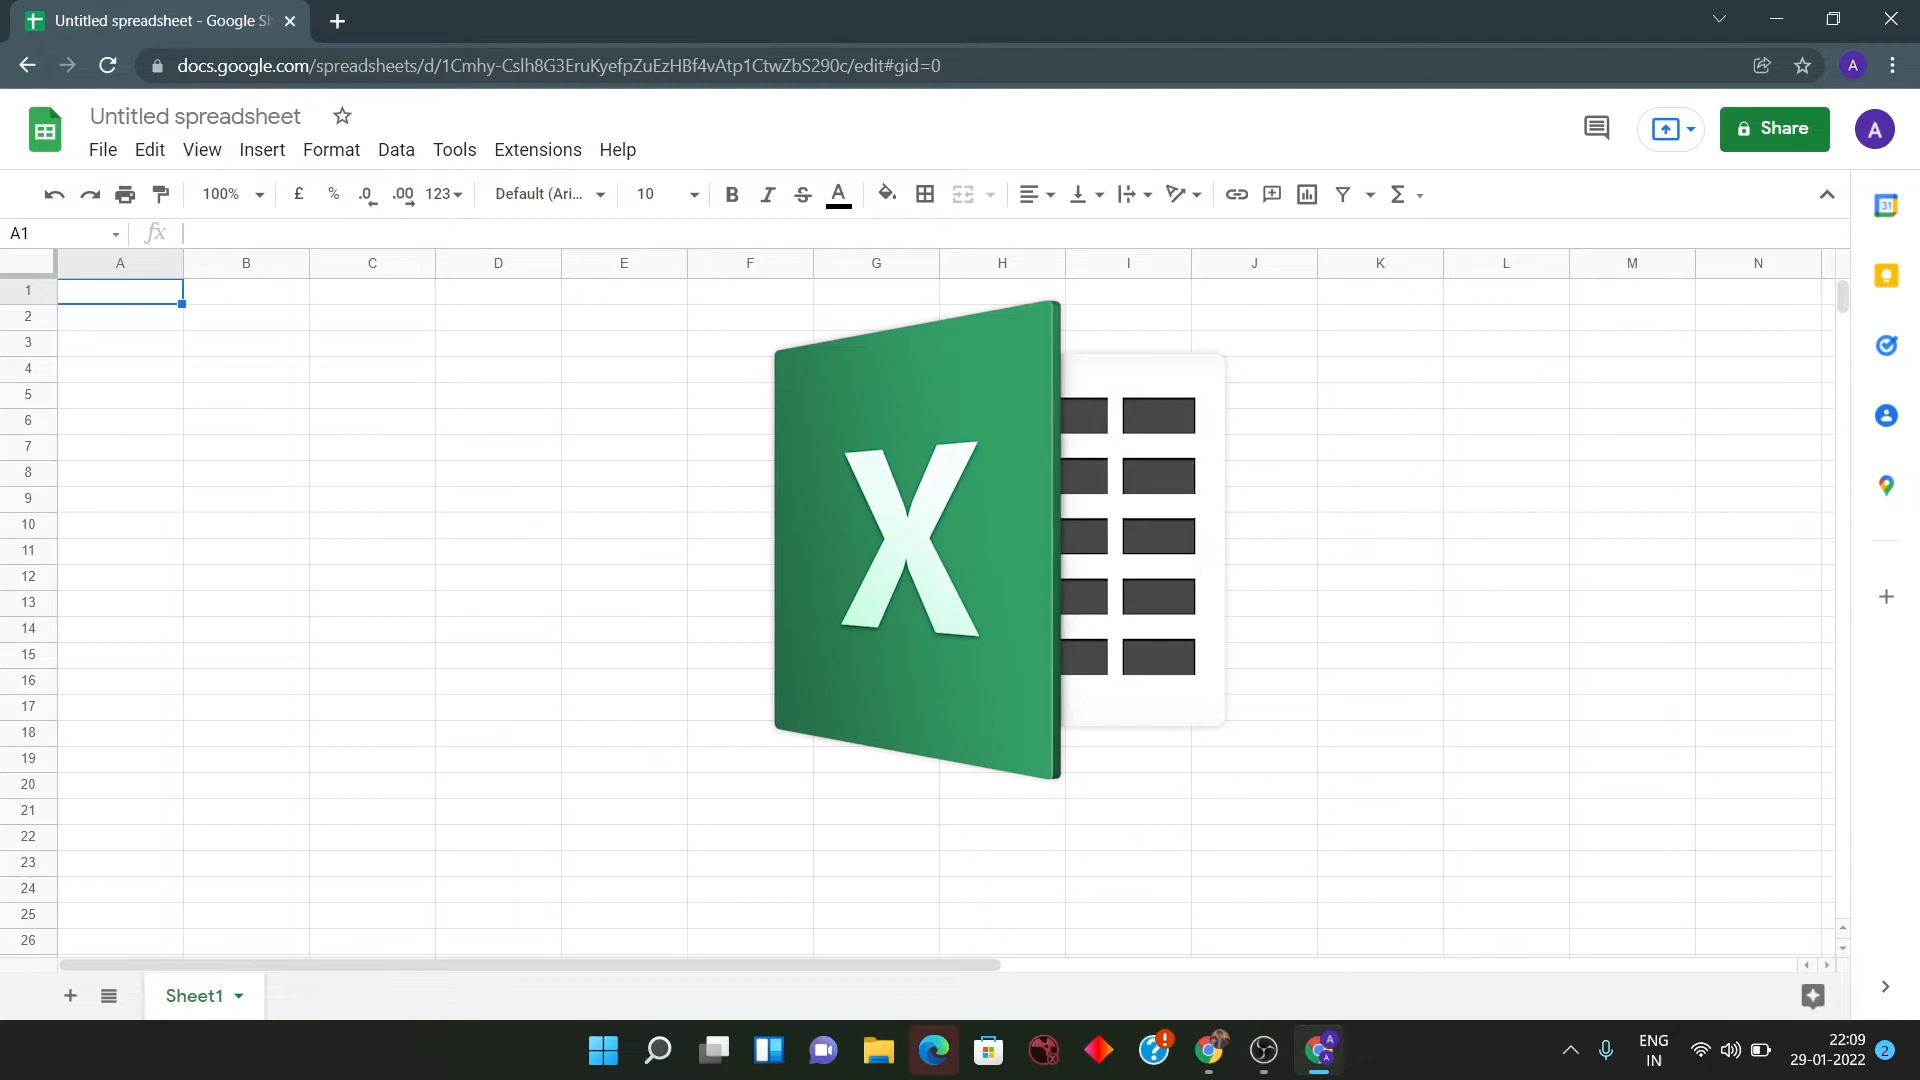 Untitled spreadsheet - Google Sh
docs.google.com/spreadsheets/d/1Cmhy-Cslh8G3EruKyefpZuEzHBf4vAtp1CtwZbS290c/edit#gid=0
A
Untitled spreadsheet
File Edit View Insert Format Data Tools Extensions Help
Share
A
100% £ % .0 .00 123 Default (Ari... 10 B I S A Σ
31
A1 fx
A B C D E F G H I J K L M N
1
2
3
4
5
6
7
8
9
10
11
12
13
14
15
16
17
18
19
20
21
22
23
24
25
26
X
Sheet1
ENG
IN
22:09
29-01-2022
2